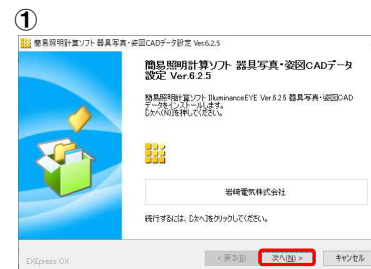 ①
簡易照明計算ソフト 器具写真・姿図CADデータ設定 Ver.6.2.5
簡易照明計算ソフト 器具写真・姿図CADデータ
設定 Ver.6.2.5
簡易照明計算ソフト IlluminanceEYE Ver.6.2.5 器具写真・姿図CAD
データをインストールします。
[次へ(N)]を押してください。
岩崎電気株式会社
続行するには、[次へ]をクリックしてください。
EXEpress CX
< 戻る(B)
次へ(N) >
キャンセル